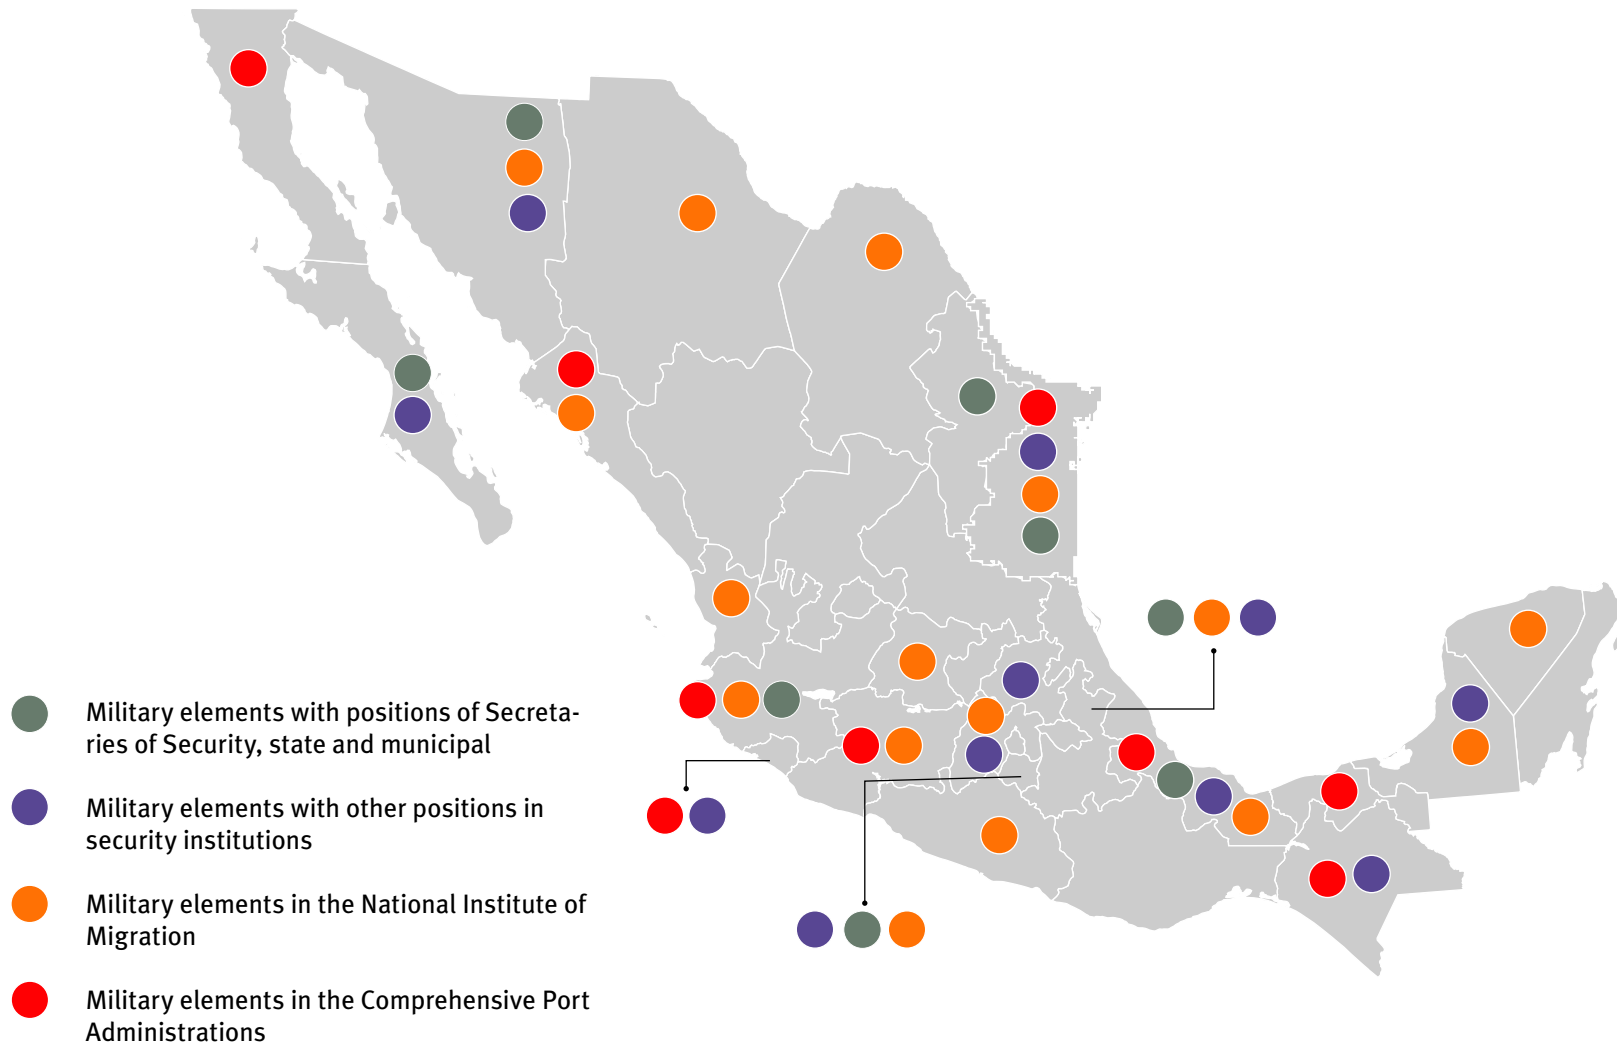 Military elements with positions of Secreta-
ries of Security, state and municipal
Military elements with other positions in
security institutions
Military elements in the National Institute of
Migration
Military elements in the Comprehensive Port
Administrations